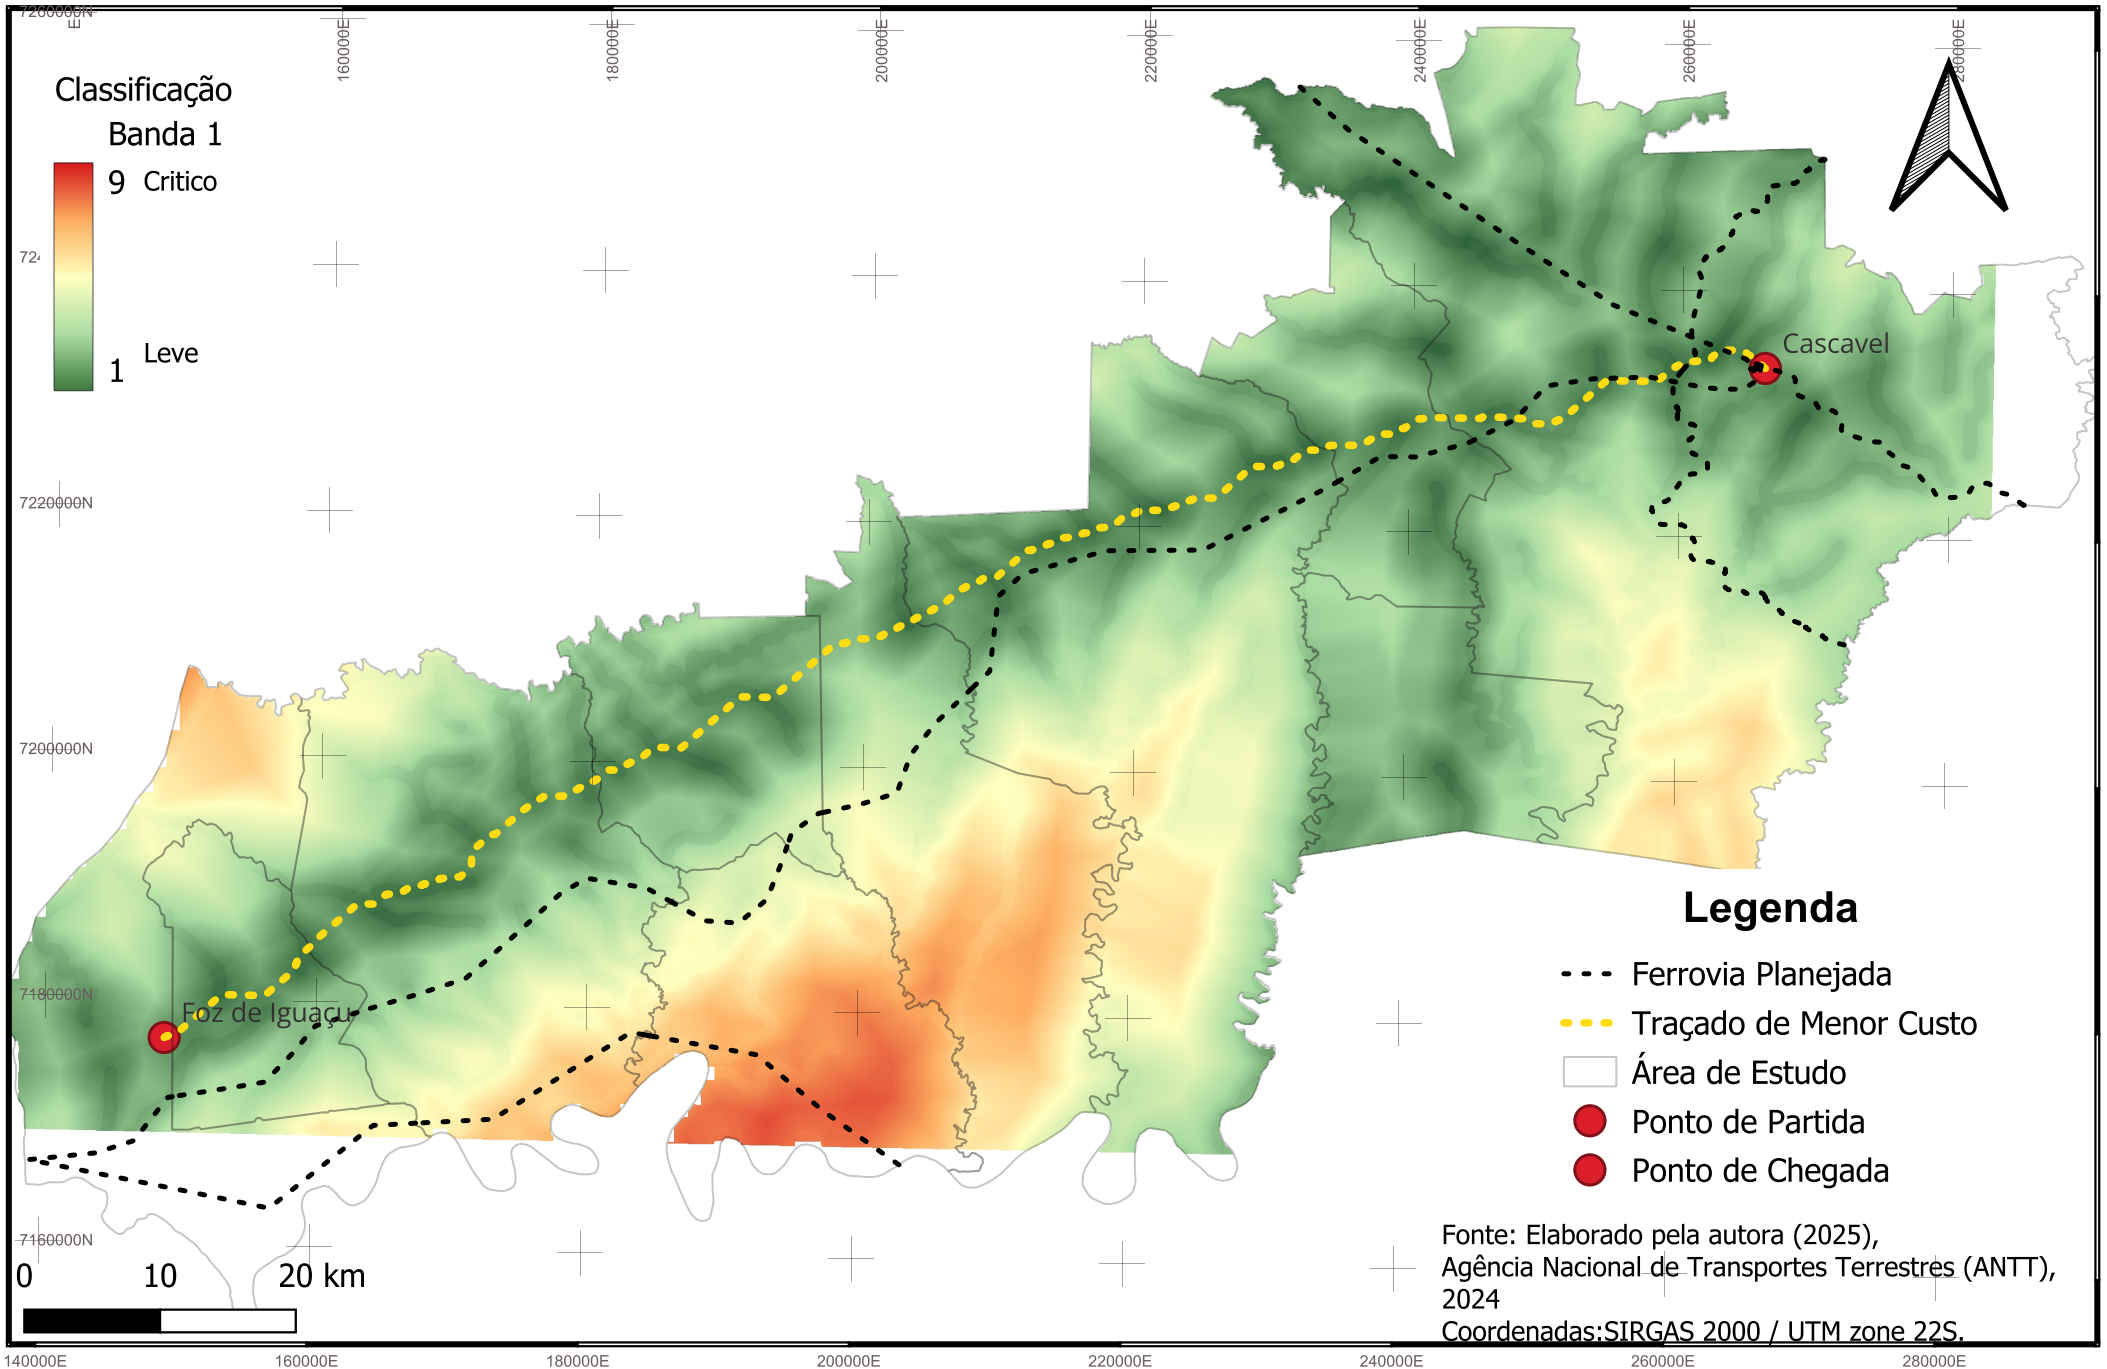 7260000N
E
160000E
180000E
200000E
220000E
240000E
260000E
280000E
Classificação
Banda 1
9 Critico
1 Leve
724
Cascavel
7220000N
7200000N
7180000N
Foz de Iguaçu
Legenda
Ferrovia Planejada
Traçado de Menor Custo
Área de Estudo
Ponto de Partida
Ponto de Chegada
7160000N
0 10 20 km
Fonte: Elaborado pela autora (2025),
Agência Nacional de Transportes Terrestres (ANTT),
2024
Coordenadas:SIRGAS 2000 / UTM zone 22S.
140000E 160000E 180000E 200000E 220000E 240000E 260000E 280000E